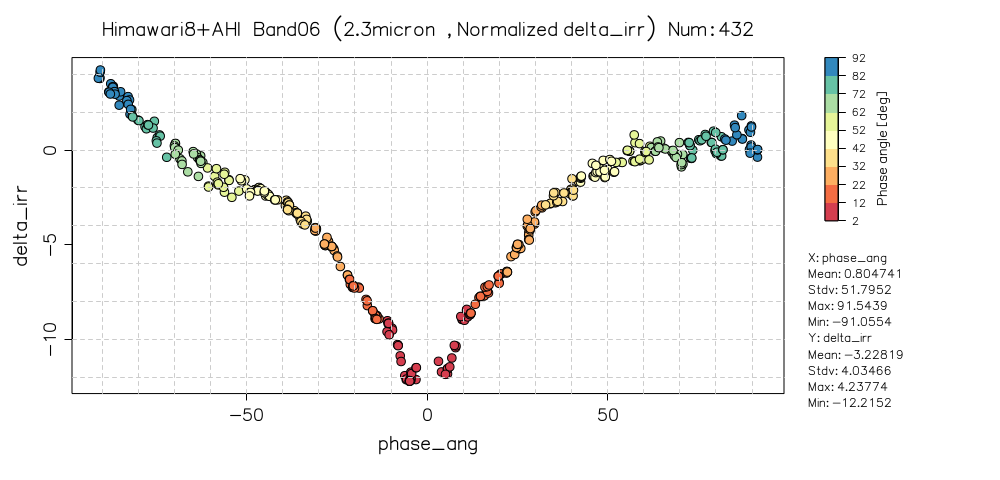 Himawari8+AHI Band06 (2.3micron ,Normalized delta_irr) Num:432
delta_irr
0
−5
−10
−50
0
50
phase_ang
92
82
72
62
52
42
32
22
12
2
Phase angle [deg]
X: phase_ang
Mean: 0.804741
Stdv: 51.7952
Max: 91.5439
Min: −91.0554
Y: delta_irr
Mean: −3.22819
Stdv: 4.03466
Max: 4.23774
Min: −12.2152